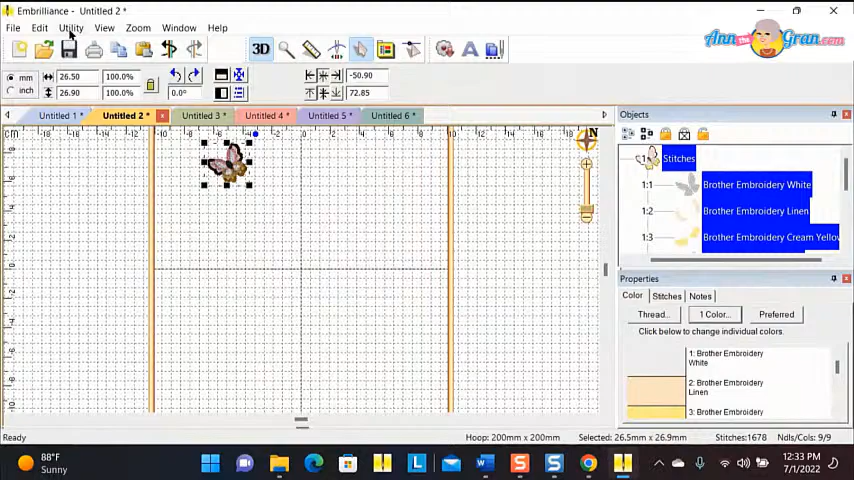 Embrilliance - Untitled 2 *
File Edit Utility View Zoom Window Help
3D
AnntheGran.com
mm 26.50 100.0% -50.90
inch 26.90 100.0% 0.0° 72.85
Untitled 1 * Untitled 2 * x Untitled 3 * Untitled 4 * Untitled 5 * Untitled 6 *
Objects
cm
N
1 Stitches
1:1 Brother Embroidery White
1:2 Brother Embroidery Linen
1:3 Brother Embroidery Cream Yellow
Properties
Color Stitches Notes
Thread... 1 Color... Preferred
Click below to change individual colors.
1: Brother Embroidery
White
2: Brother Embroidery
Linen
3: Brother Embroidery
Ready Hoop: 200mm x 200mm Selected: 26.5mm x 26.9mm Stitches:1678 Ndls/Cols: 9/9
88°F
Sunny
12:33 PM
7/1/2022